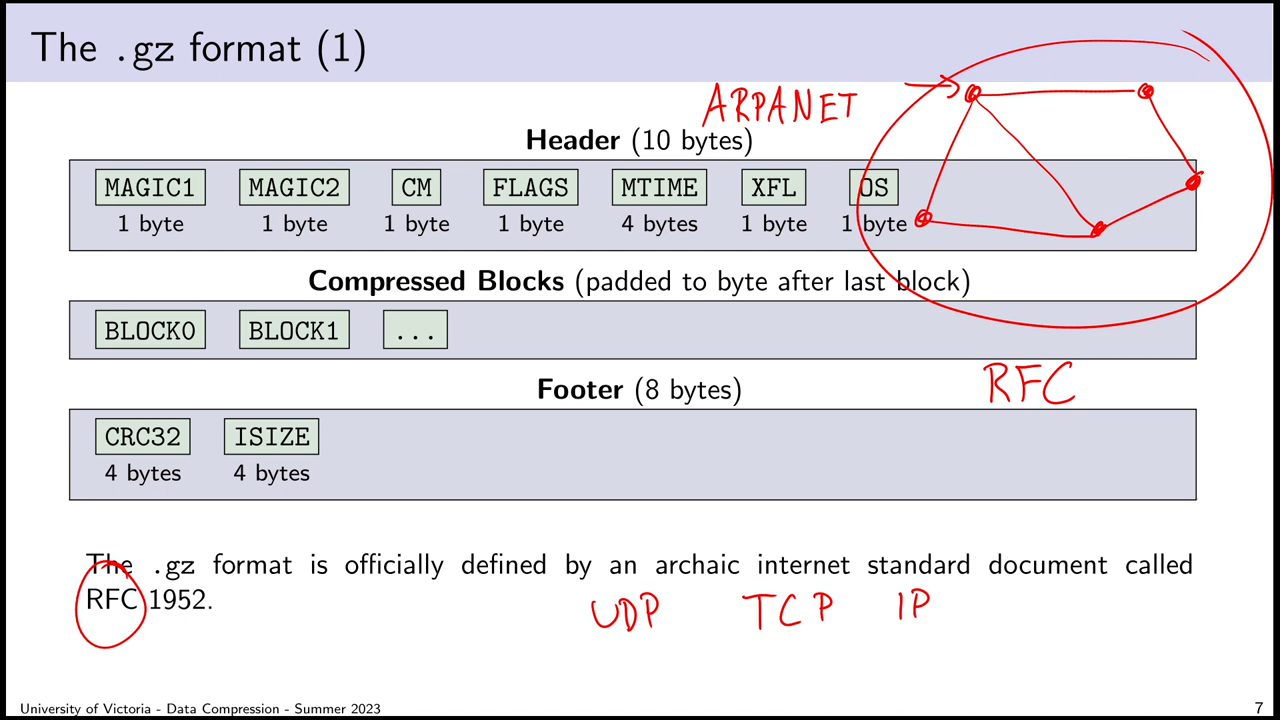 The .gz format (1)
ARPANET
Header (10 bytes)
MAGIC1 MAGIC2 CM FLAGS MTIME XFL OS
1 byte 1 byte 1 byte 1 byte 4 bytes 1 byte 1 byte
Compressed Blocks (padded to byte after last block)
BLOCK0 BLOCK1 ...
RFC
Footer (8 bytes)
CRC32 ISIZE
4 bytes 4 bytes
The .gz format is officially defined by an archaic internet standard document called
RFC 1952.
UDP TCP IP
University of Victoria - Data Compression - Summer 2023
7